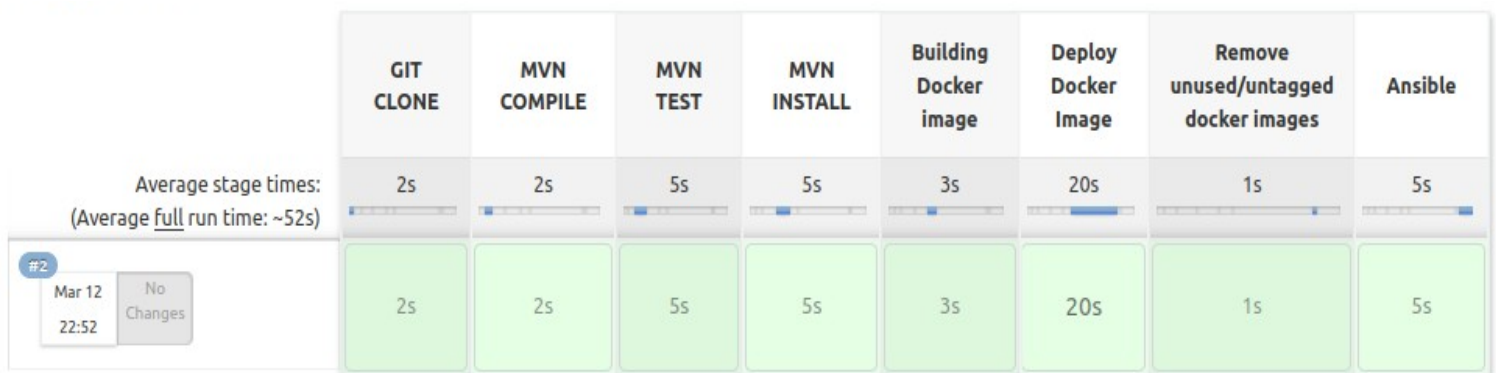 GIT
CLONE
MVN
COMPILE
MVN
TEST
MVN
INSTALL
Building
Docker
image
Deploy
Docker
Image
Remove
unused/untagged
docker images
Ansible
Average stage times:
(Average full run time: ~52s)
2s
2s
5s
5s
3s
20s
1s
5s
#2
Mar 12
22:52
No
Changes
2s
2s
5s
5s
3s
20s
1s
5s